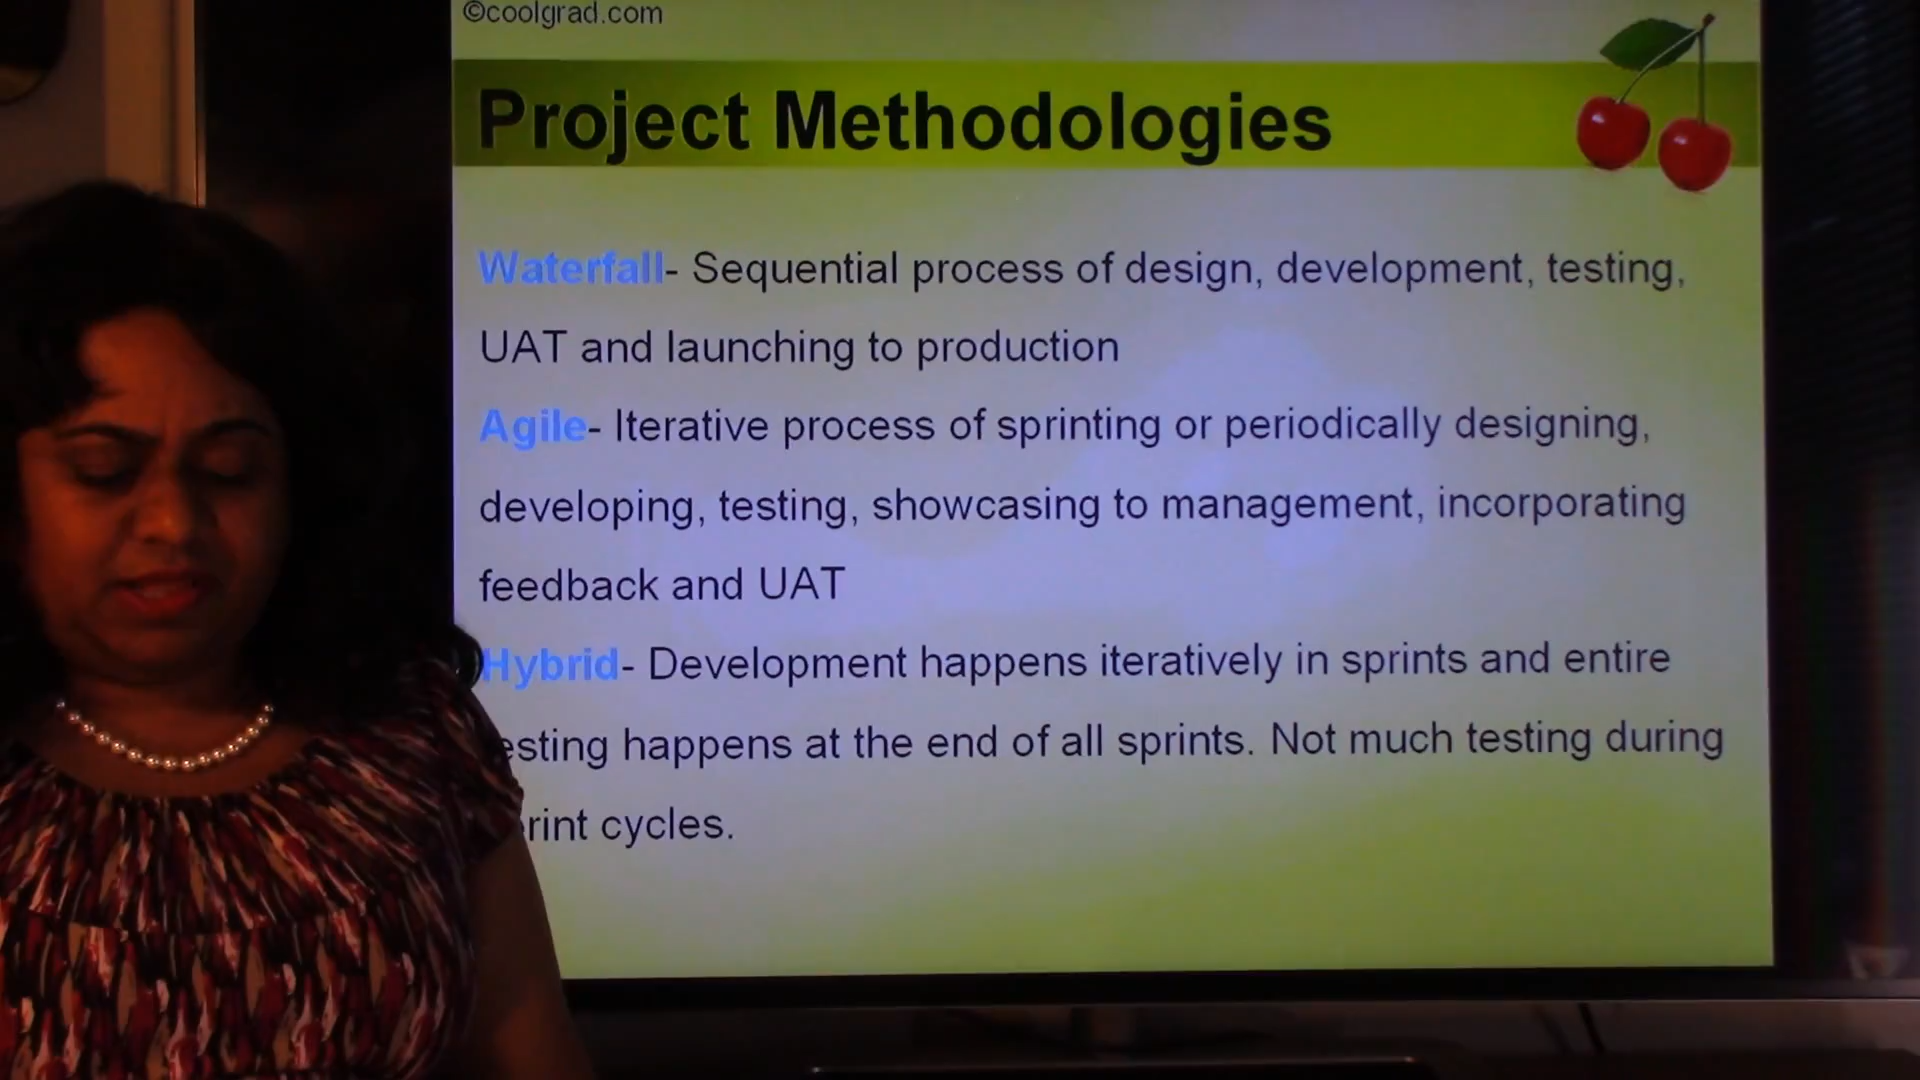 ©coolgrad.com
Project Methodologies
Waterfall- Sequential process of design, development, testing,
UAT and launching to production
Agile- Iterative process of sprinting or periodically designing,
developing, testing, showcasing to management, incorporating
feedback and UAT
Hybrid- Development happens iteratively in sprints and entire
esting happens at the end of all sprints. Not much testing during
rint cycles.